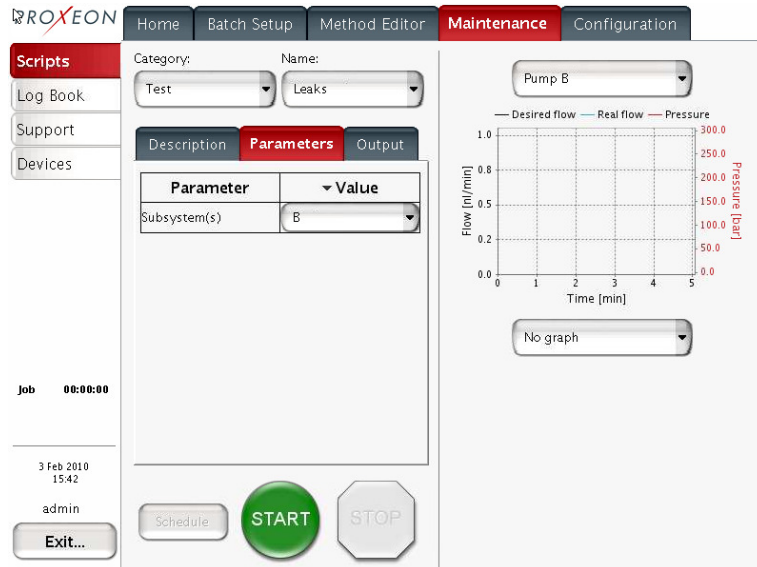 PROXEON
Home
Batch Setup
Method Editor
Maintenance
Configuration
Scripts
Log Book
Support
Devices
Job 00:00:00
3 Feb 2010
15:42
admin
Exit...
Category:
Name:
Test
Leaks
Description
Parameters
Output
Parameter
Value
Subsystem(s)
B
Schedule
START
STOP
Pump B
Desired flow
Real flow
Pressure
1.0
0.8
0.5
0.2
0.0
Flow [nl/min]
300.0
250.0
200.0
150.0
100.0
50.0
0.0
Pressure [bar]
0 1 2 3 4 5
Time [min]
No graph